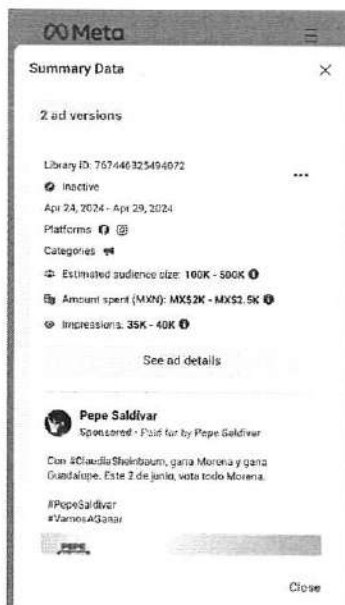 Meta
Summary Data
2 ad versions
Library ID: 767446325494072
Inactive
Apr 24, 2024 - Apr 29, 2024
Platforms
Categories
Estimated audience size: 100K - 500K
Amount spent (MXN): MX$2K - MX$2.5K
Impressions: 35K - 40K
See ad details
Pepe Saldívar
Sponsored • Paid for by Pepe Saldívar
Con #ClaudiaSheinbaum, gana Morena y gana
Guadalupe. Este 2 de junio, vota todo Morena.
#PepeSaldivar
#VamosAGanar
PEPE
Close